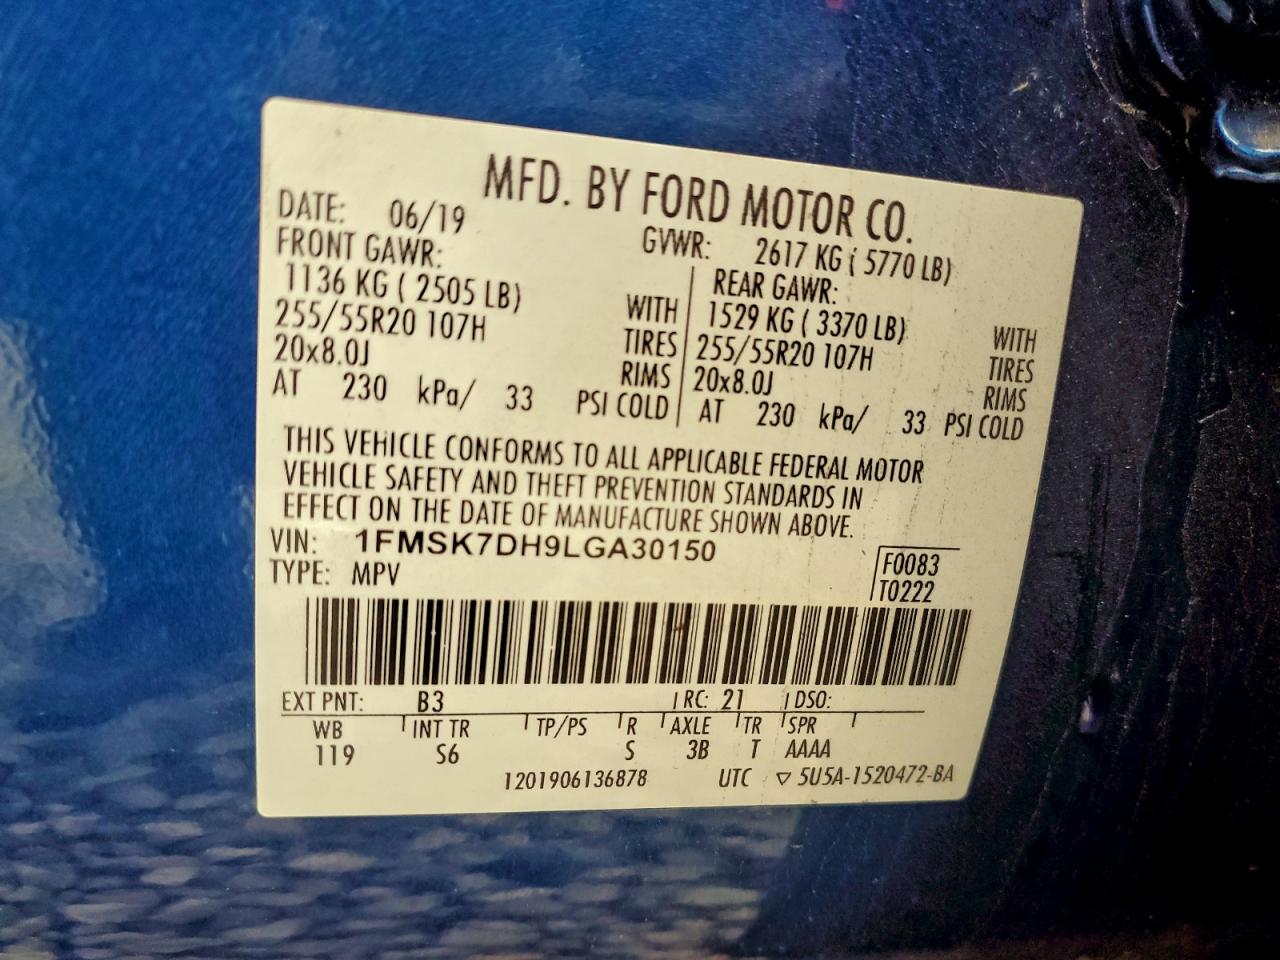 MFD. BY FORD MOTOR CO.
DATE: 06/19 GVWR: 2617 KG ( 5770 LB)
FRONT GAWR: REAR GAWR:
1136 KG ( 2505 LB) WITH 1529 KG ( 3370 LB) WITH
255/55R20 107H TIRES 255/55R20 107H TIRES
20x8.0J RIMS 20x8.0J RIMS
AT 230 kPa/ 33 PSI COLD AT 230 kPa/ 33 PSI COLD
THIS VEHICLE CONFORMS TO ALL APPLICABLE FEDERAL MOTOR
VEHICLE SAFETY AND THEFT PREVENTION STANDARDS IN
EFFECT ON THE DATE OF MANUFACTURE SHOWN ABOVE.
VIN: 1FMSK7DH9LGA30150 F0083
TYPE: MPV T0222
EXT PNT: B3 RC: 21 DSO:
WB INT TR TP/PS R AXLE TR SPR
119 S6 S 3B T AAAA
1201906136878 UTC ▽ 5U5A-1520472-BA